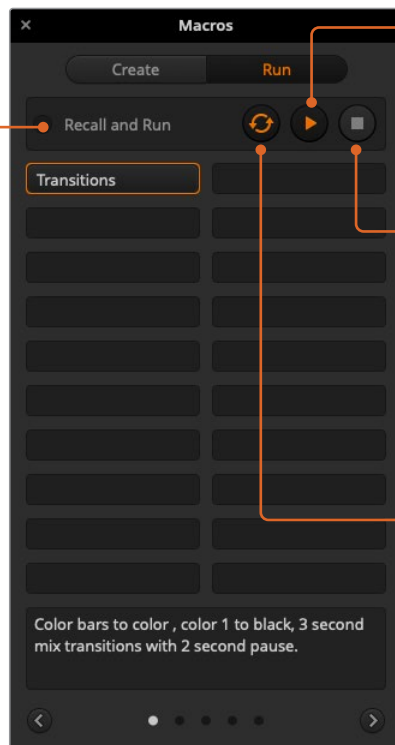 Macros
Create Run
Recall and Run
Transitions
Color bars to color , color 1 to black, 3 second
mix transitions with 2 second pause.